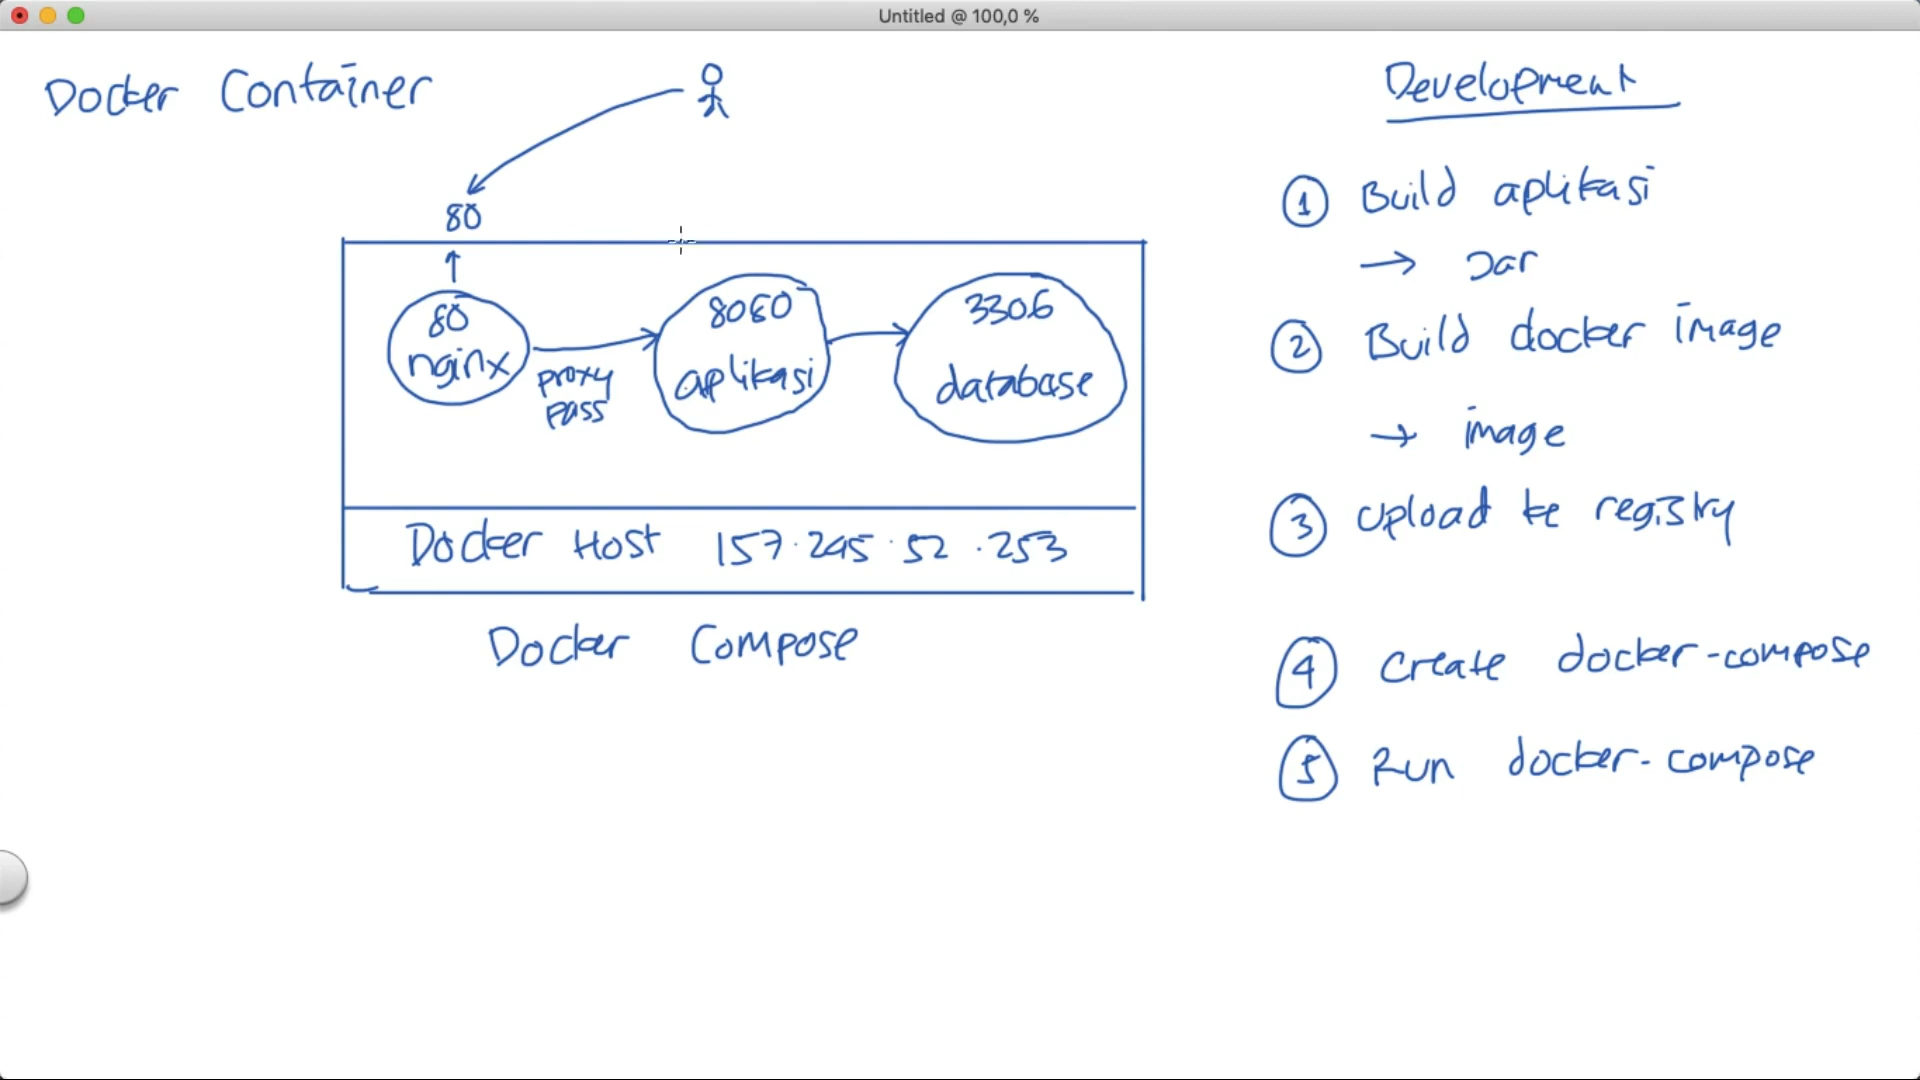 Untitled @ 100,0 %
Docker Container
80
80
nginx
proxy
pass
8080
aplikasi
3306
database
Docker Host 157.245.52.253
Docker Compose
Development
1 Build aplikasi
→ Jar
2 Build docker image
→ image
3 Upload ke registry
4 Create docker-compose
5 Run docker-compose